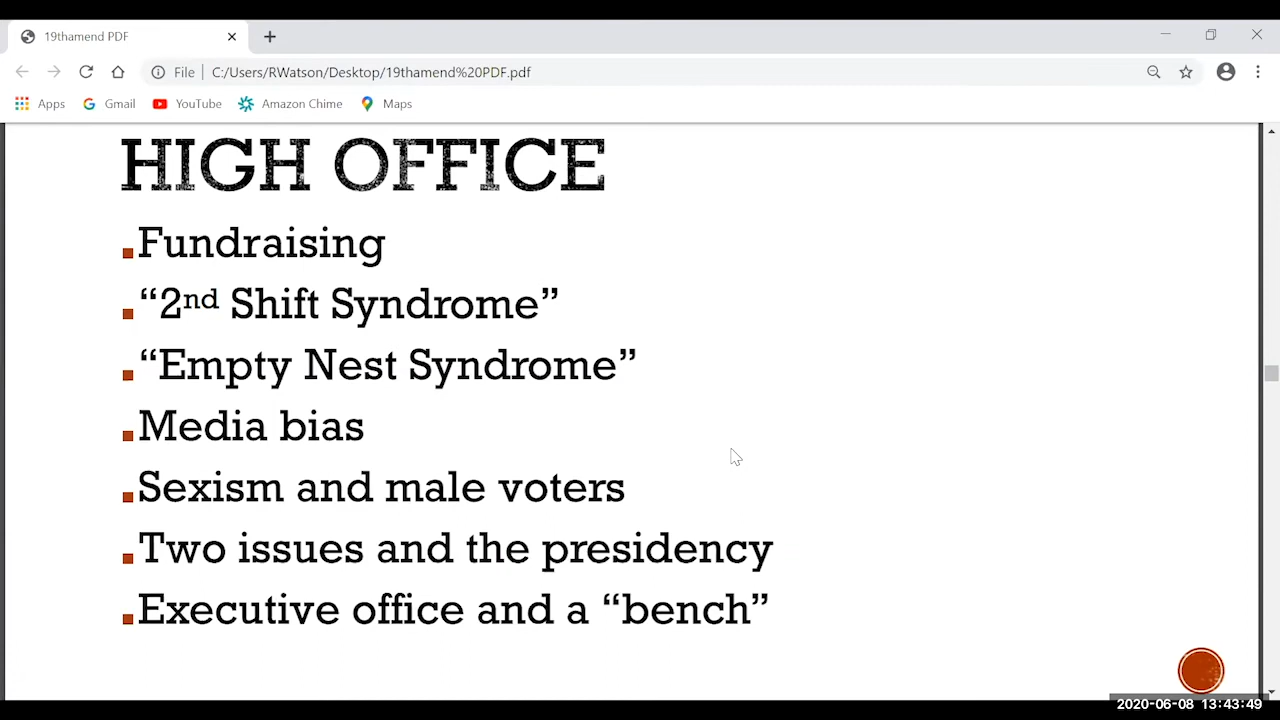 19thamend PDF
File | C:/Users/RWatson/Desktop/19thamend%20PDF.pdf
Apps Gmail YouTube Amazon Chime Maps
HIGH OFFICE
Fundraising
“2nd Shift Syndrome”
“Empty Nest Syndrome”
Media bias
Sexism and male voters
Two issues and the presidency
Executive office and a “bench”
2020-06-08 13:43:49